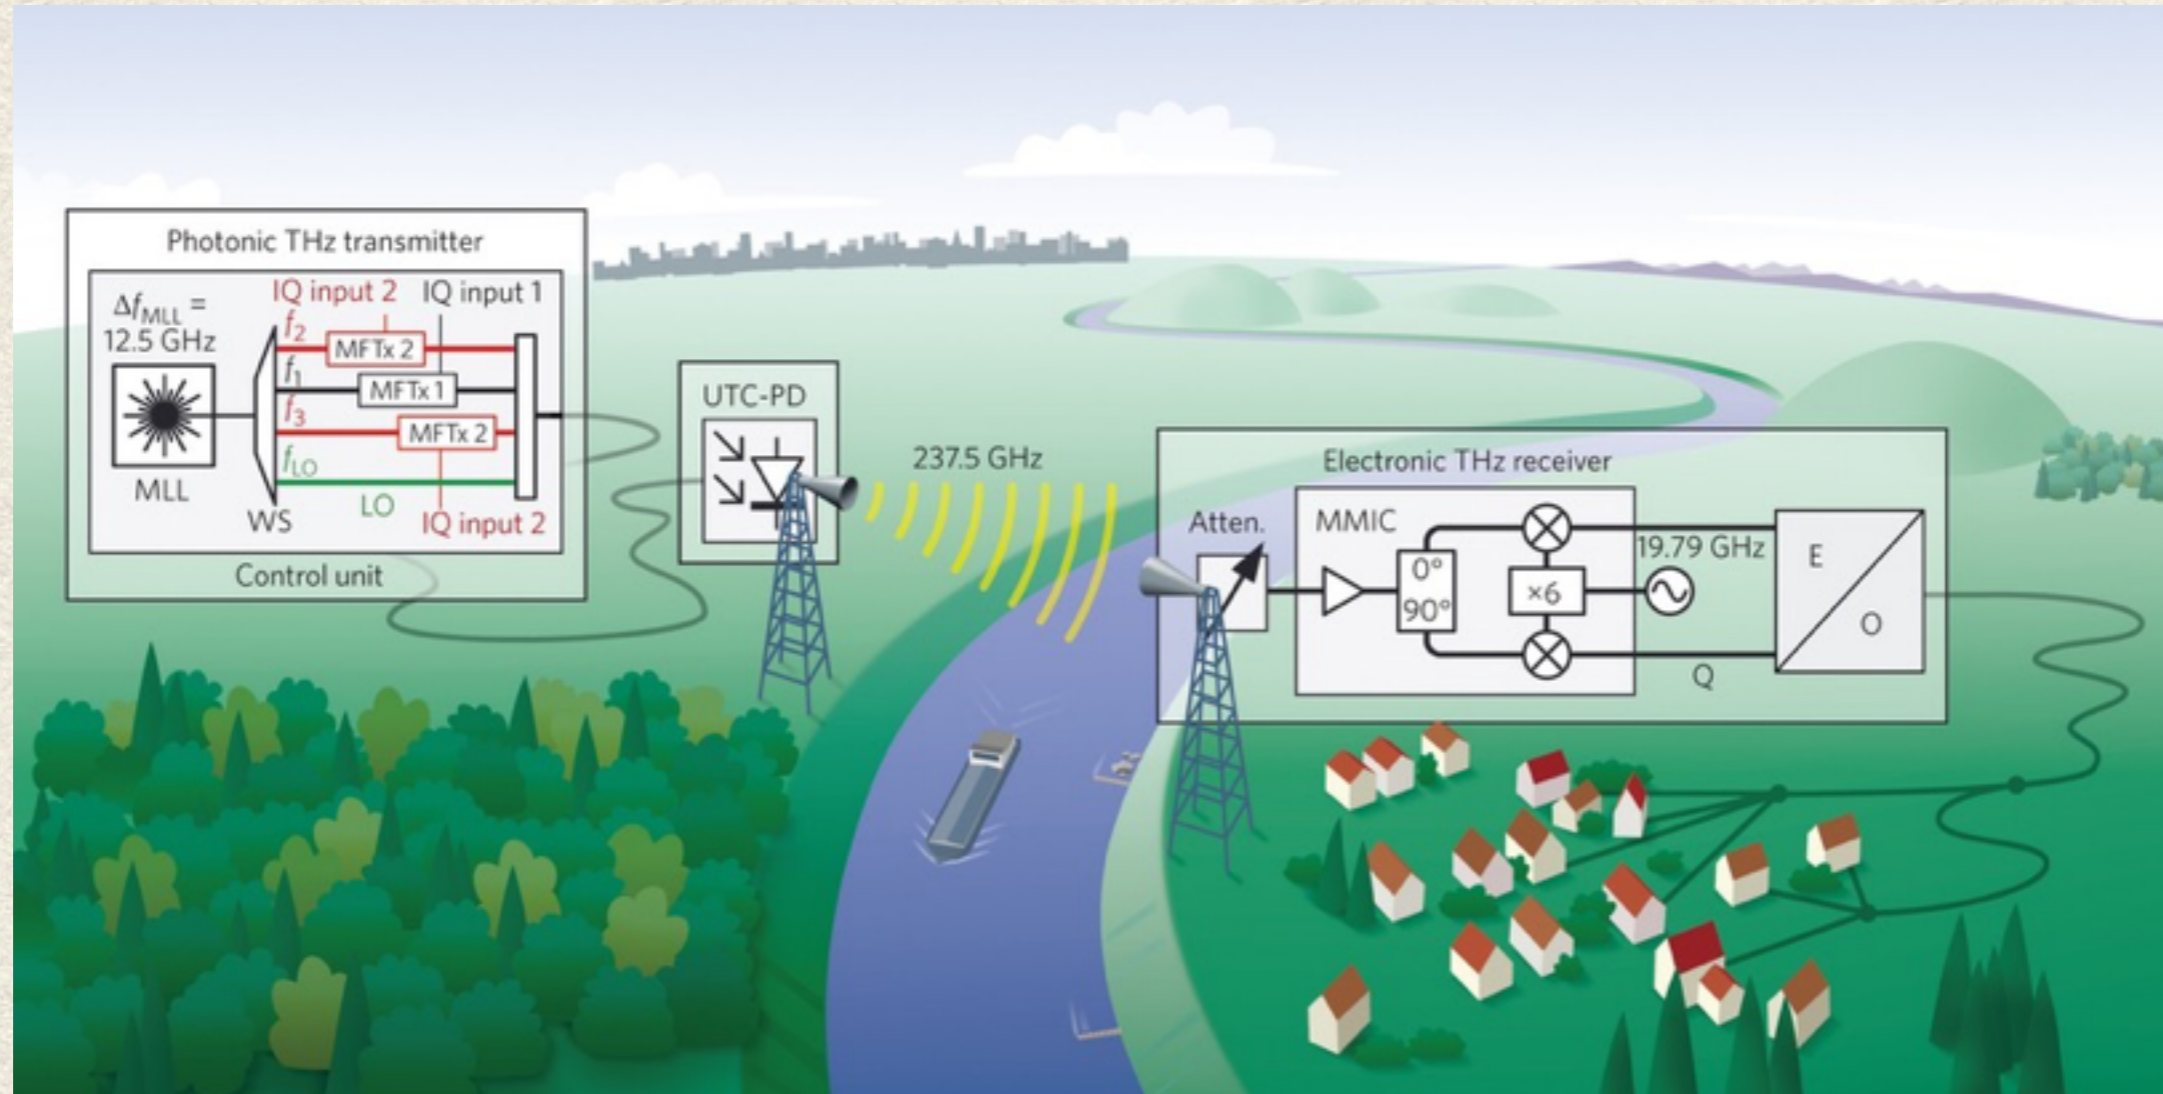 Photonic THz transmitter
Δf_MLL =
12.5 GHz
MLL
WS
IQ input 2
IQ input 1
f_2
MFTx 2
f_1
MFTx 1
f_3
MFTx 2
f_LO
LO
IQ input 2
Control unit
UTC-PD
237.5 GHz
Electronic THz receiver
Atten.
MMIC
0°
90°
×6
19.79 GHz
Q
E
O